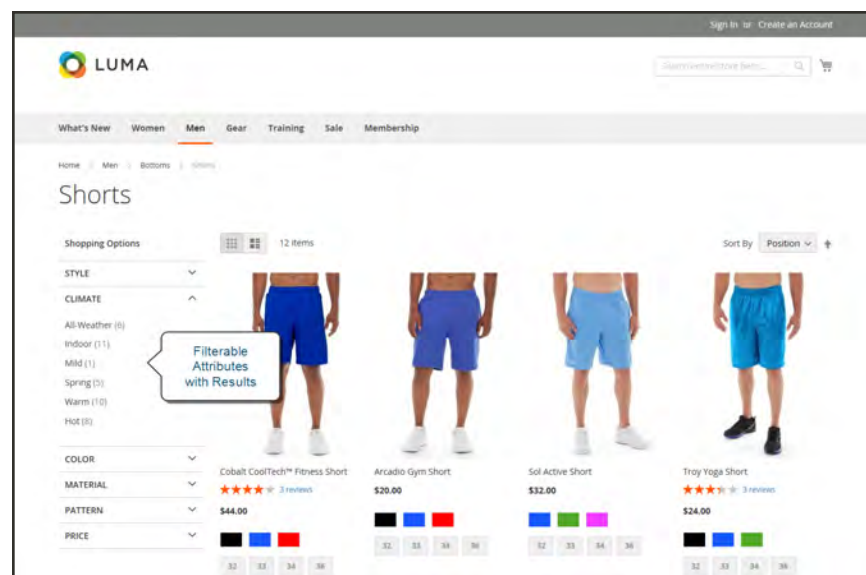 Sign In or Create an Account
LUMA
What's New Women Men Gear Training Sale Membership
Home Men Bottoms Shorts
Shorts
Shopping Options
12 Items
Sort By Position
STYLE
CLIMATE
All-Weather (6)
Indoor (11)
Mild (1)
Spring (5)
Warm (10)
Hot (8)
Filterable
Attributes
with Results
COLOR
MATERIAL
PATTERN
PRICE
Cobalt CoolTech™ Fitness Short
3 reviews
$44.00
32 33 34 36
Arcadio Gym Short
$20.00
32 33 34 36
Sol Active Short
$32.00
32 33 34 36
Troy Yoga Short
3 reviews
$24.00
32 33 34 36